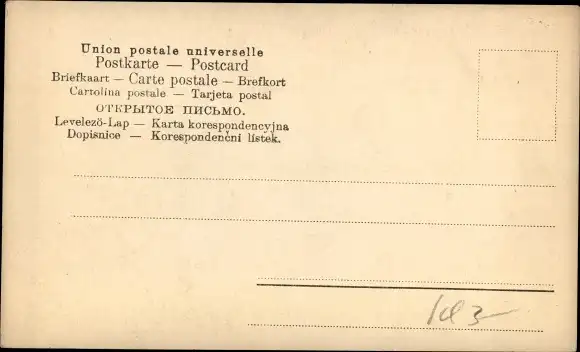 Union postale universelle
Postkarte — Postcard
Briefkaart — Carte postale — Brefkort
Cartolina postale — Tarjeta postal
ОТКРЫТОЕ ПИСЬМО.
Levelező-Lap — Karta korespondencyjna
Dopisnice — Korespondenční lístek.